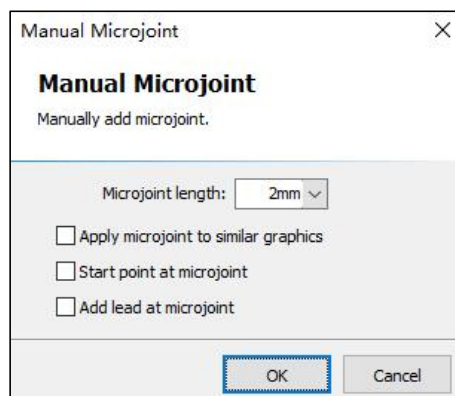 Manual Microjoint
Manual Microjoint
Manually add microjoint.
Microjoint length: 2mm
Apply microjoint to similar graphics
Start point at microjoint
Add lead at microjoint
OK Cancel